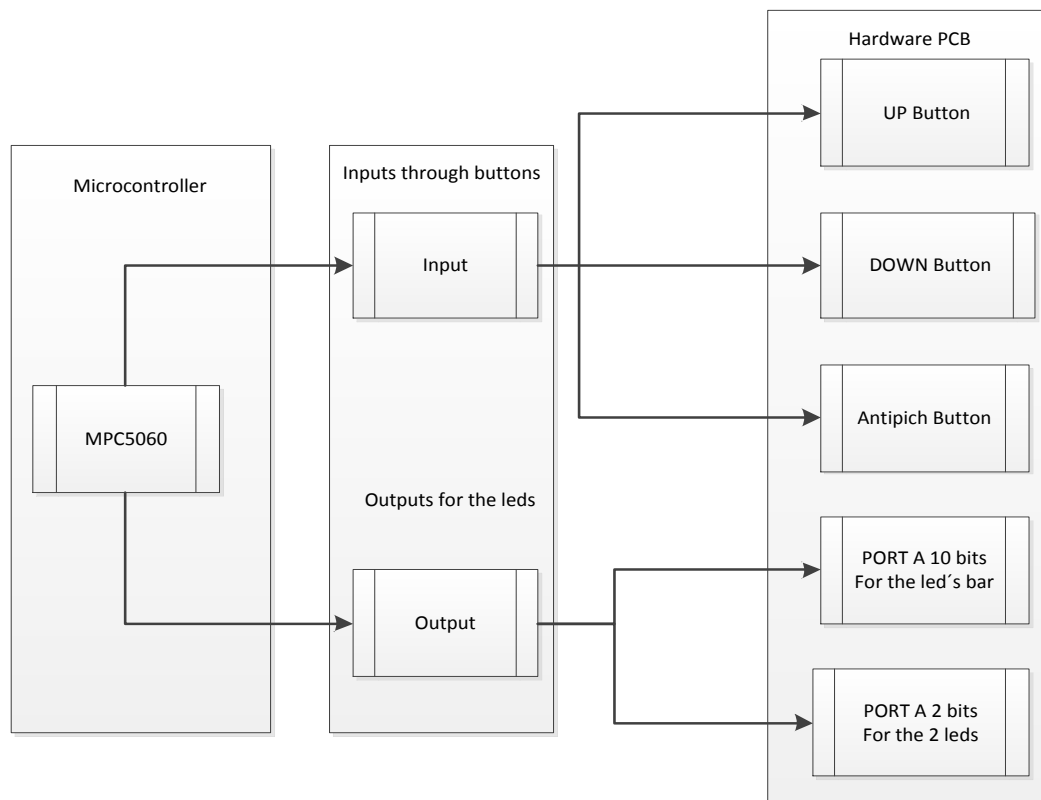 Microcontroller
MPC5060
Inputs through buttons
Input
Outputs for the leds
Output
Hardware PCB
UP Button
DOWN Button
Antipich Button
PORT A 10 bits
For the led´s bar
PORT A 2 bits
For the 2 leds